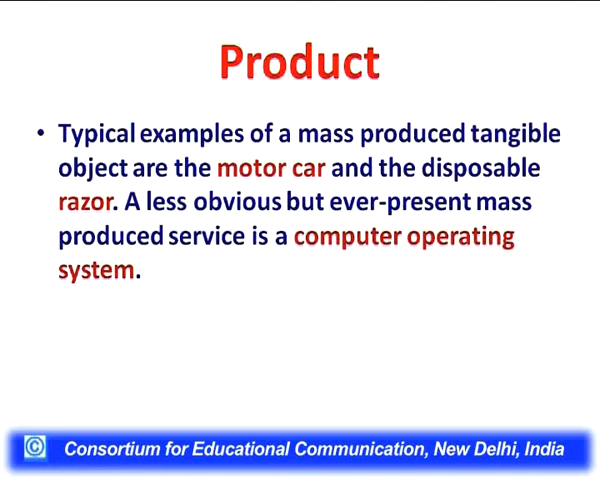 Product
• Typical examples of a mass produced tangible
object are the motor car and the disposable
razor. A less obvious but ever-present mass
produced service is a computer operating
system.
© Consortium for Educational Communication, New Delhi, India